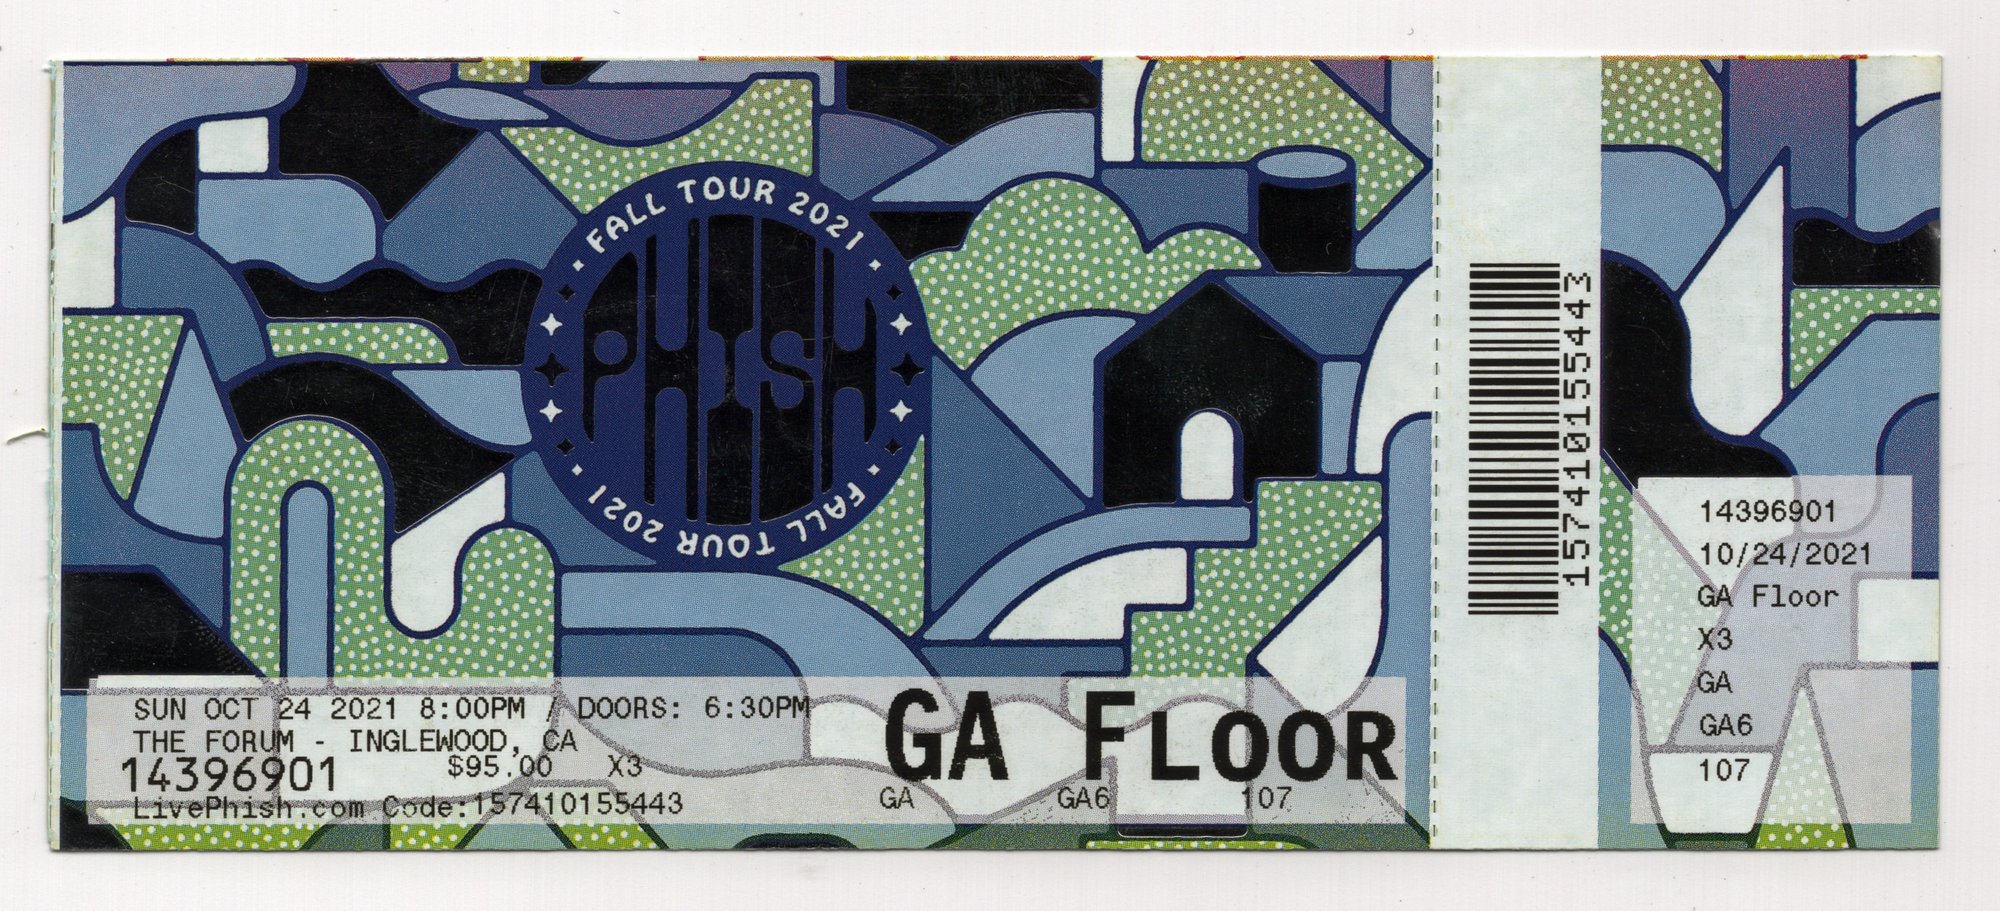 FALL TOUR 2021
PHISH
FALL TOUR 2021
SUN OCT 24 2021 8:00PM / DOORS: 6:30PM
THE FORUM - INGLEWOOD, CA
14396901 $95.00 X3
LivePhish.com Code:157410155443
GA FLOOR
GA GA6 107
157410155443
14396901
10/24/2021
GA Floor
X3
GA
GA6
107